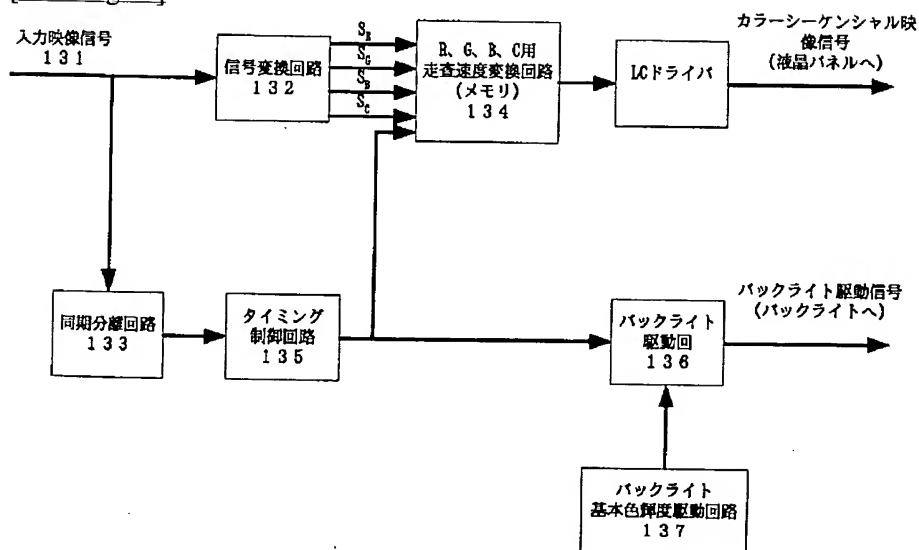 入力映像信号
131
信号変換回路
132
S_R
S_G
S_B
S_C
R、G、B、C用
走査速度変換回路
(メモリ)
134
LCドライバ
カラーシーケンシャル映
像信号
(液晶パネルへ)
同期分離回路
133
タイミング
制御回路
135
バックライト
駆動回
136
バックライト駆動信号
(バックライトへ)
バックライト
基本色輝度駆動回路
137